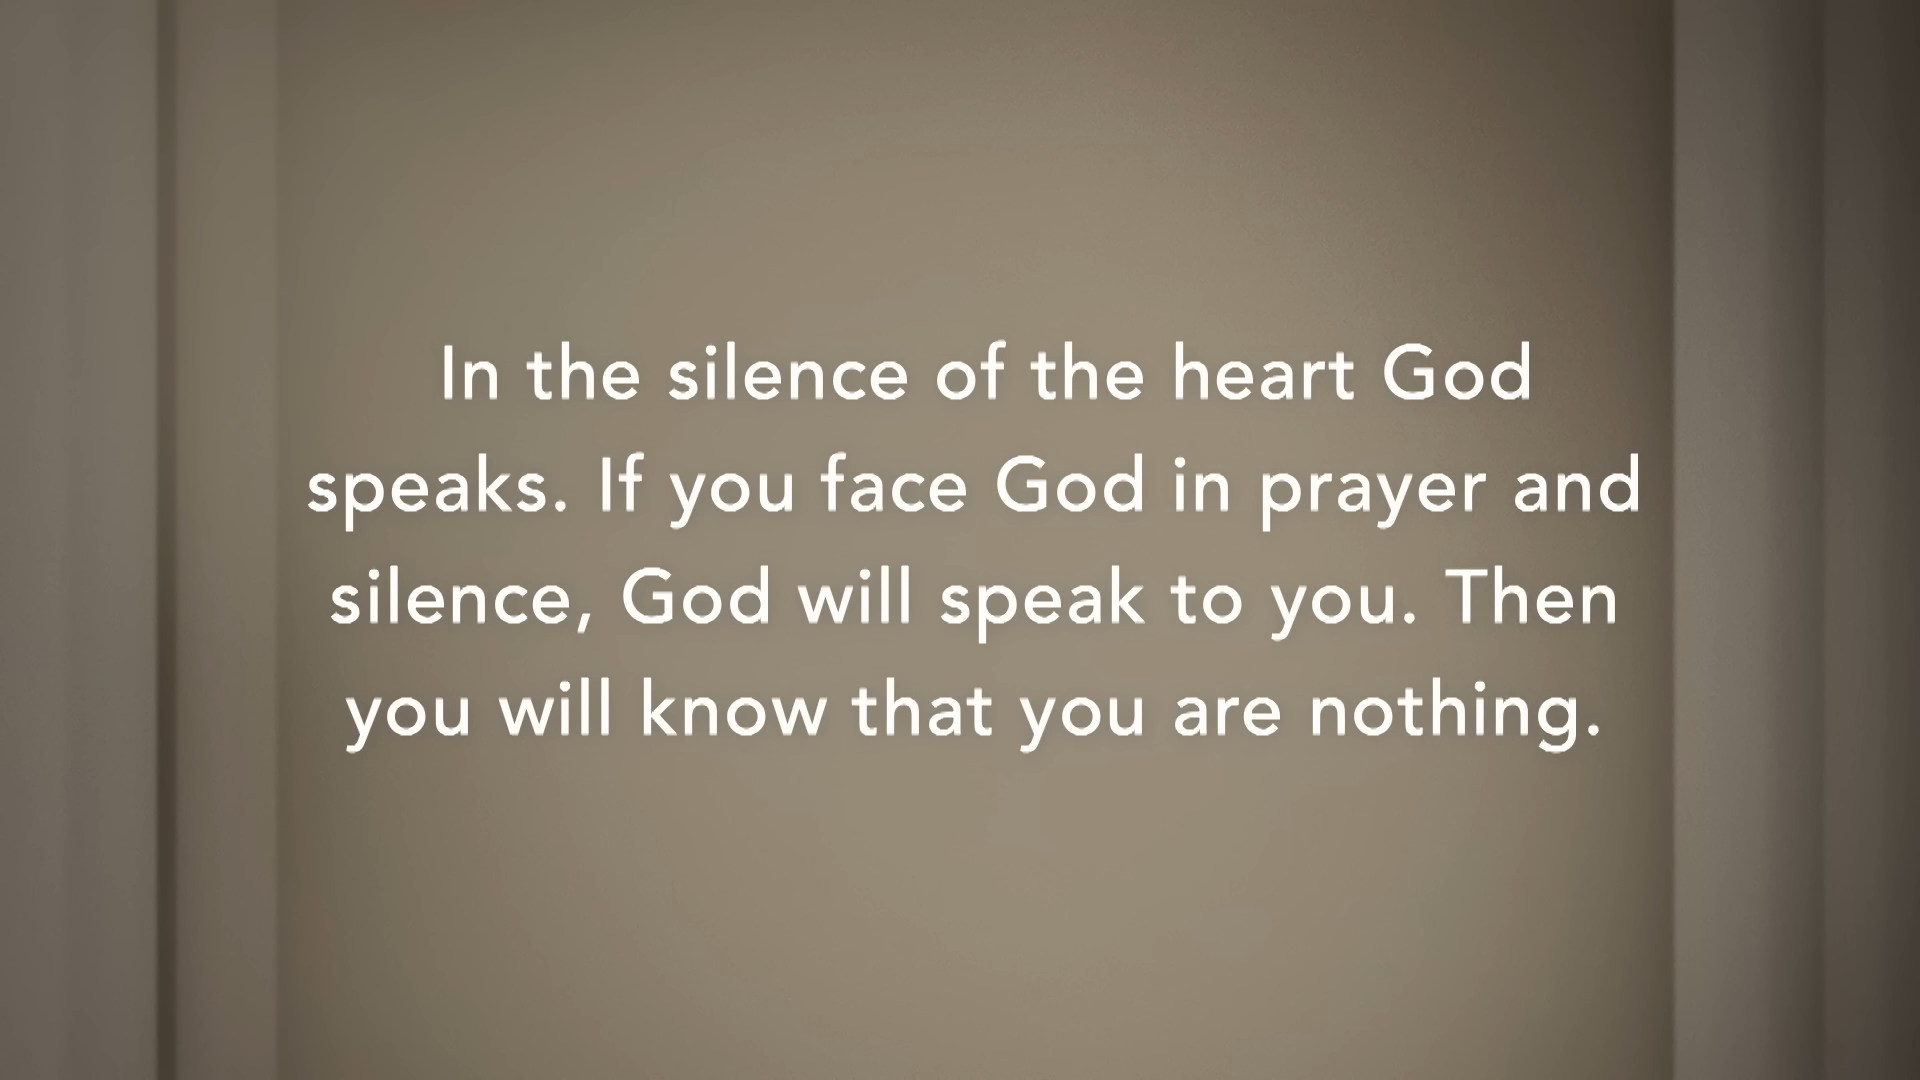 In the silence of the heart God
speaks. If you face God in prayer and
silence, God will speak to you. Then
you will know that you are nothing.